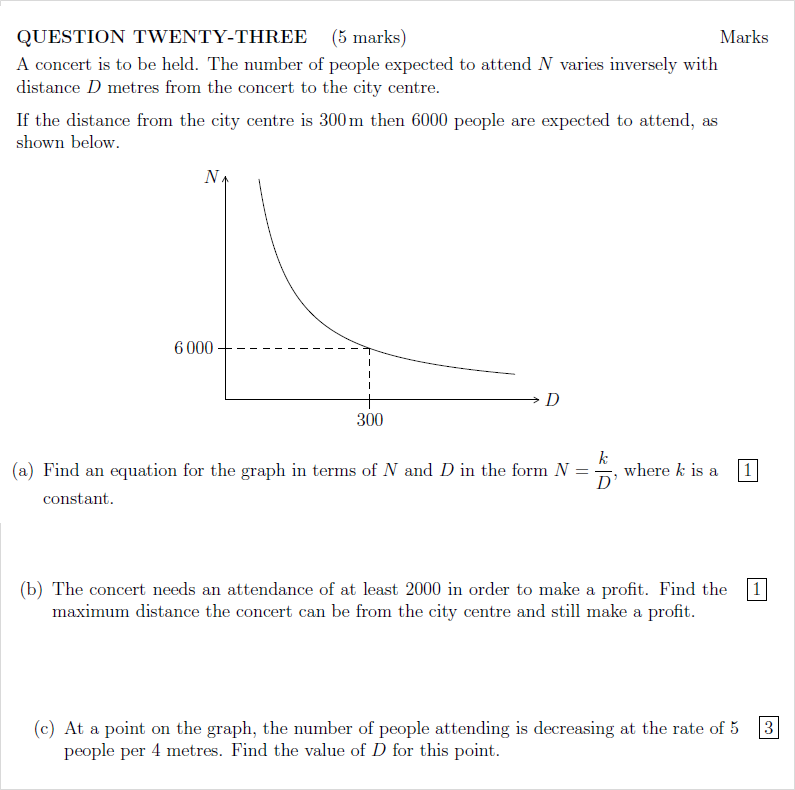 QUESTION TWENTY-THREE (5 marks) Marks
A concert is to be held. The number of people expected to attend N varies inversely with
distance D metres from the concert to the city centre.
If the distance from the city centre is 300 m then 6000 people are expected to attend, as
shown below.
N
6 000
D
300
(a) Find an equation for the graph in terms of N and D in the form N = k/D, where k is a 1
constant.
(b) The concert needs an attendance of at least 2000 in order to make a profit. Find the 1
maximum distance the concert can be from the city centre and still make a profit.
(c) At a point on the graph, the number of people attending is decreasing at the rate of 5 3
people per 4 metres. Find the value of D for this point.